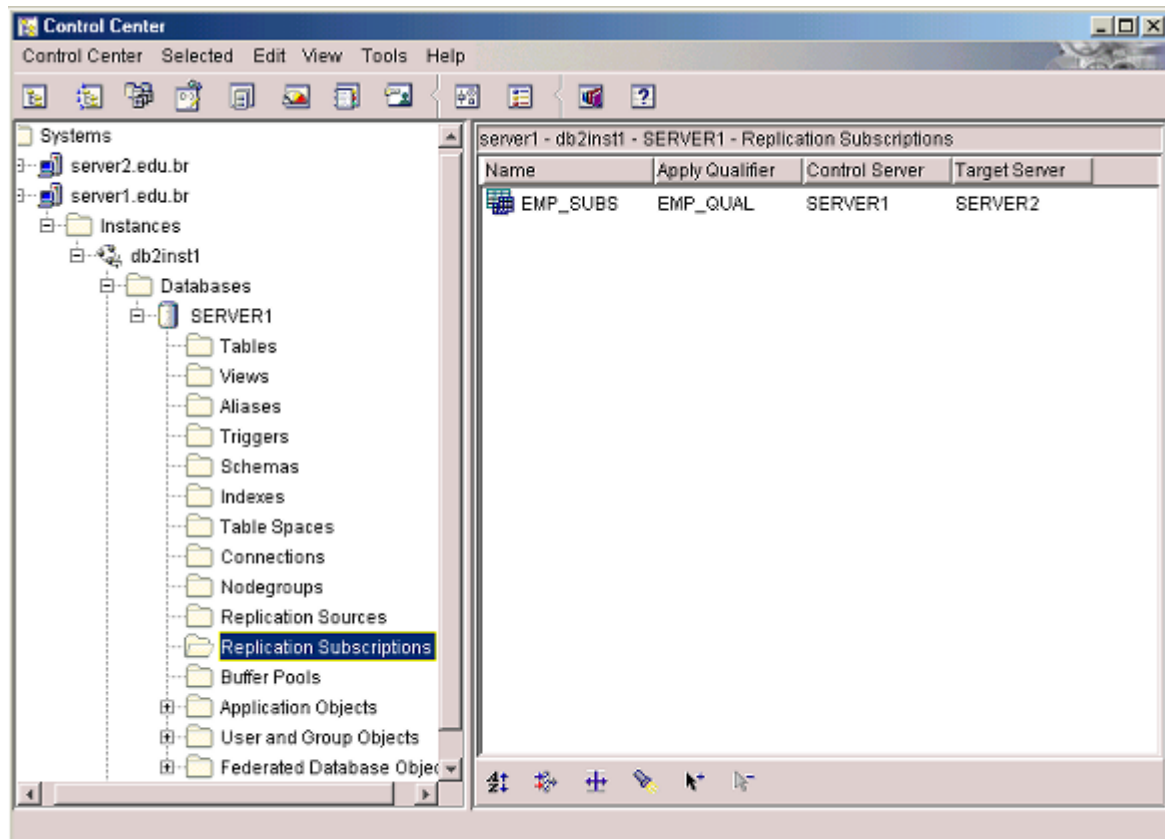 Control Center
Control Center Selected Edit View Tools Help
Systems
server2.edu.br
server1.edu.br
Instances
db2inst1
Databases
SERVER1
Tables
Views
Aliases
Triggers
Schemas
Indexes
Table Spaces
Connections
Nodegroups
Replication Sources
Replication Subscriptions
Buffer Pools
Application Objects
User and Group Objects
Federated Database Objec
server1 - db2inst1 - SERVER1 - Replication Subscriptions
Name Apply Qualifier Control Server Target Server
EMP_SUBS EMP_QUAL SERVER1 SERVER2